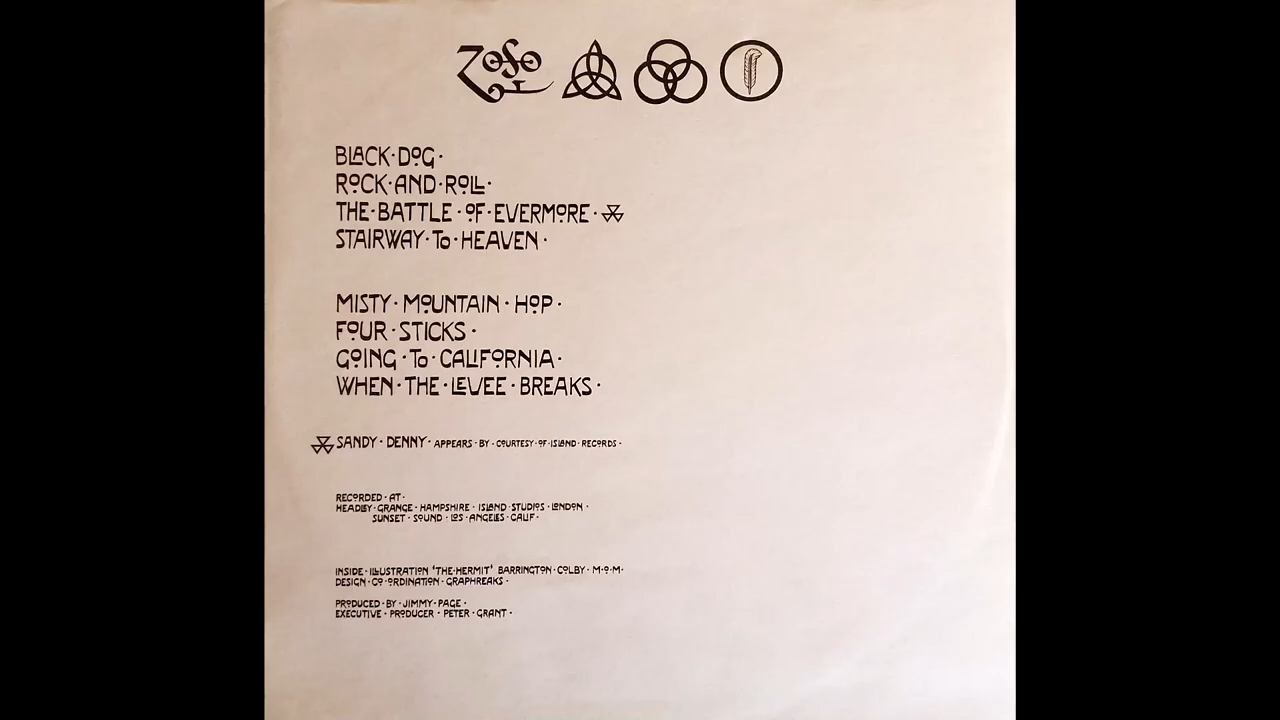 ZOSO
BLACK·DOG·
ROCK·AND·ROLL·
THE·BATTLE·OF·EVERMORE·
STAIRWAY·TO·HEAVEN·
MISTY·MOUNTAIN·HOP·
FOUR·STICKS·
GOING·TO·CALIFORNIA·
WHEN·THE·LEVEE·BREAKS·
SANDY·DENNY·APPEARS·BY·COURTESY·OF·ISLAND·RECORDS·
RECORDED·AT·
HEADLEY·GRANGE·HAMPSHIRE·ISLAND·STUDIOS·LONDON·
SUNSET·SOUND·LOS·ANGELES·CALIF·
INSIDE·ILLUSTRATION 'THE·HERMIT' BARRINGTON·COLBY·M·O·M·
DESIGN·CO-ORDINATION·GRAPHREAKS·
PRODUCED·BY·JIMMY·PAGE·
EXECUTIVE·PRODUCER·PETER·GRANT·